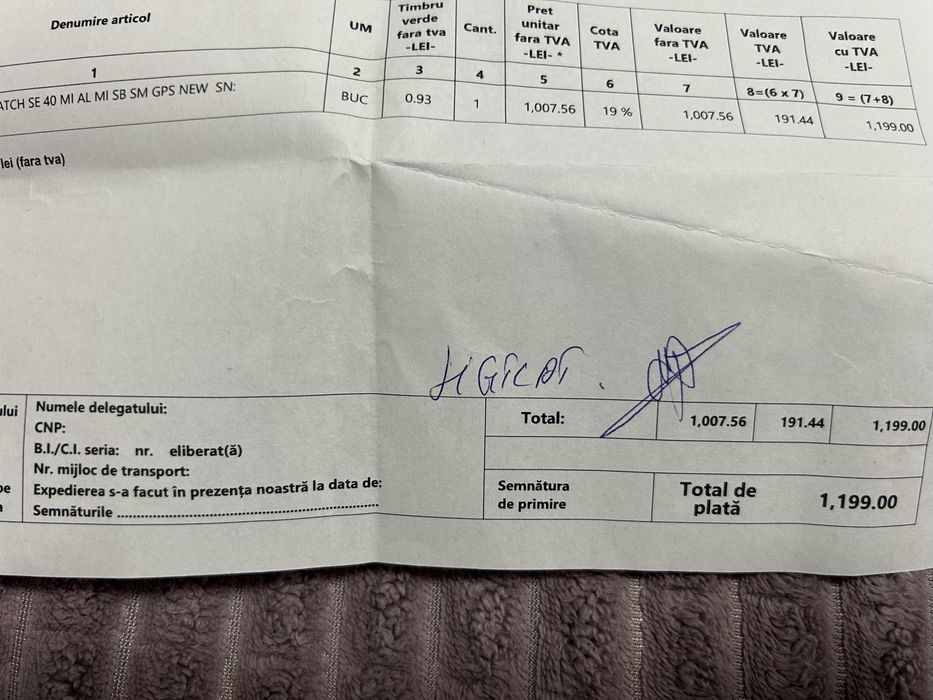 Denumire articol UM Timbru verde fara tva -LEI- Cant. Pret unitar fara TVA -LEI- * Cota TVA Valoare fara TVA -LEI- Valoare TVA -LEI- Valoare cu TVA -LEI-
1 2 3 4 5 6 7 8=(6 x 7) 9 = (7+8)
ATCH SE 40 MI AL MI SB SM GPS NEW SN: BUC 0.93 1 1,007.56 19 % 1,007.56 191.44 1,199.00
lei (fara tva)
ului
Numele delegatului:
CNP:
B.I./C.I. seria: nr. eliberat(ă)
Nr. mijloc de transport:
Expedierea s-a facut în prezența noastră la data de:
Semnăturile
Total: 1,007.56 191.44 1,199.00
Semnătura
de primire
Total de
plată
1,199.00